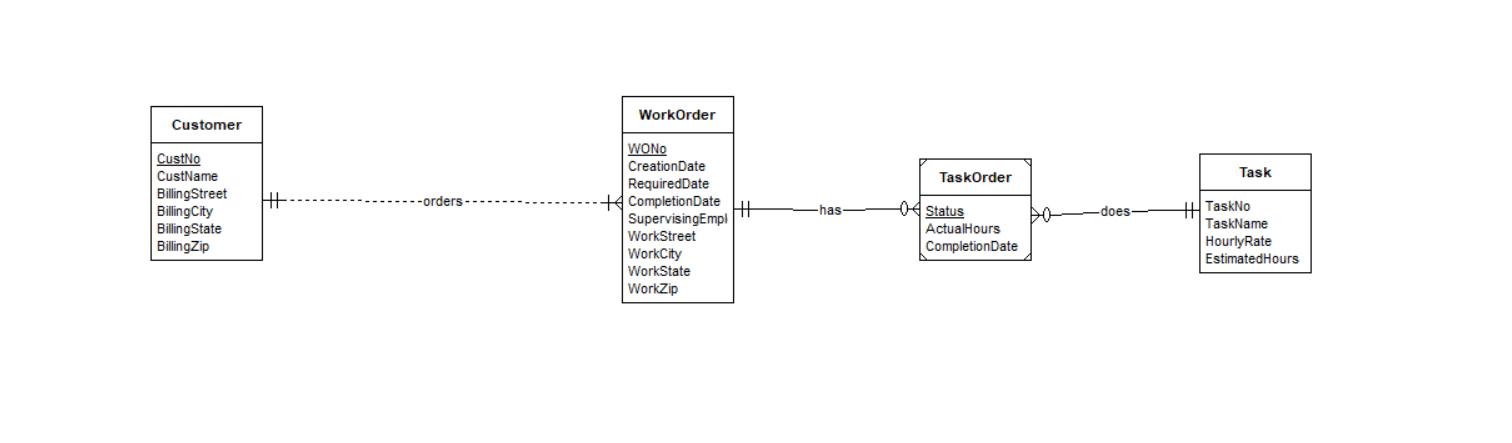 Customer
CustNo
CustName
BillingStreet
BillingCity
BillingState
BillingZip
orders
WorkOrder
WONo
CreationDate
RequiredDate
CompletionDate
SupervisingEmpl
WorkStreet
WorkCity
WorkState
WorkZip
has
TaskOrder
Status
ActualHours
CompletionDate
does
Task
TaskNo
TaskName
HourlyRate
EstimatedHours